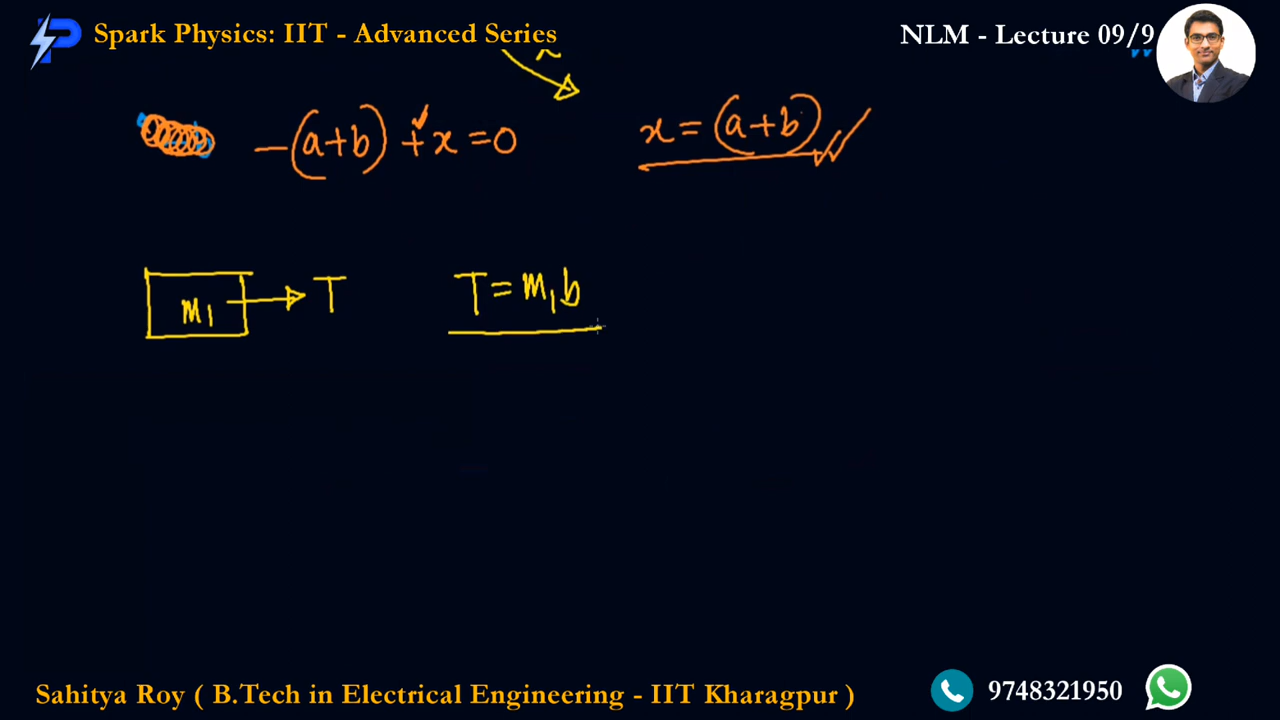 Spark Physics: IIT - Advanced Series
NLM - Lecture 09/9
-(a+b) + x = 0
x = (a+b)
m1
T
T = m1b
Sahitya Roy ( B.Tech in Electrical Engineering - IIT Kharagpur )
9748321950